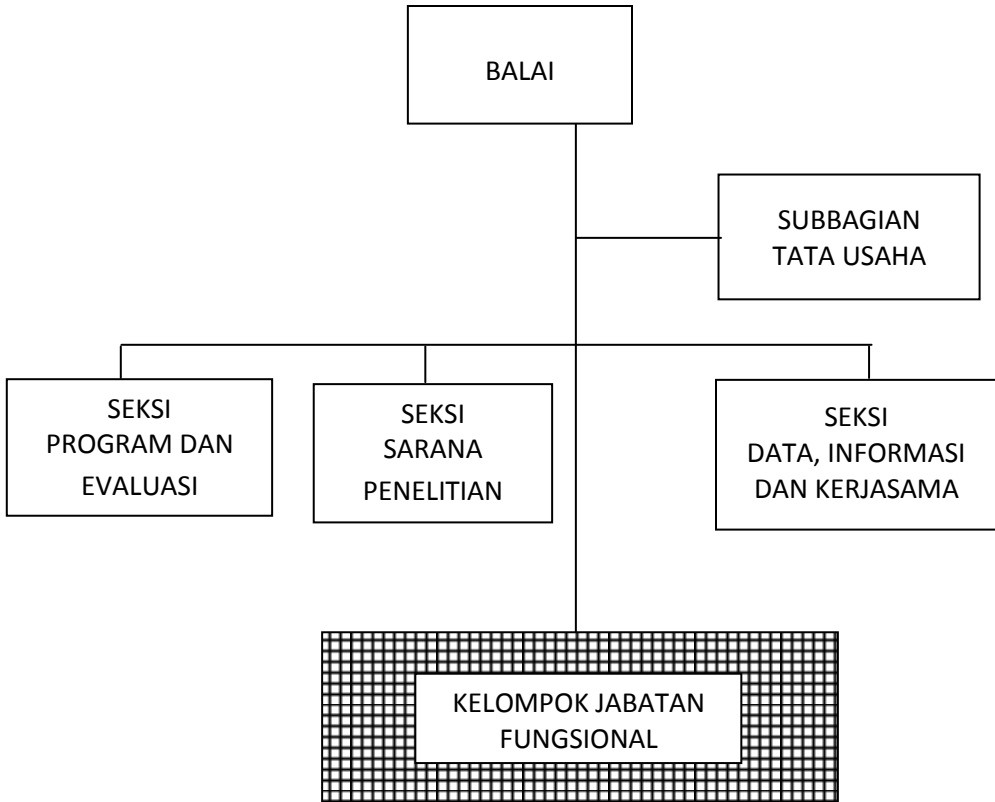 BALAI
SUBBAGIAN
TATA USAHA
SEKSI
PROGRAM DAN
EVALUASI
SEKSI
SARANA
PENELITIAN
SEKSI
DATA, INFORMASI
DAN KERJASAMA
KELOMPOK JABATAN
FUNGSIONAL